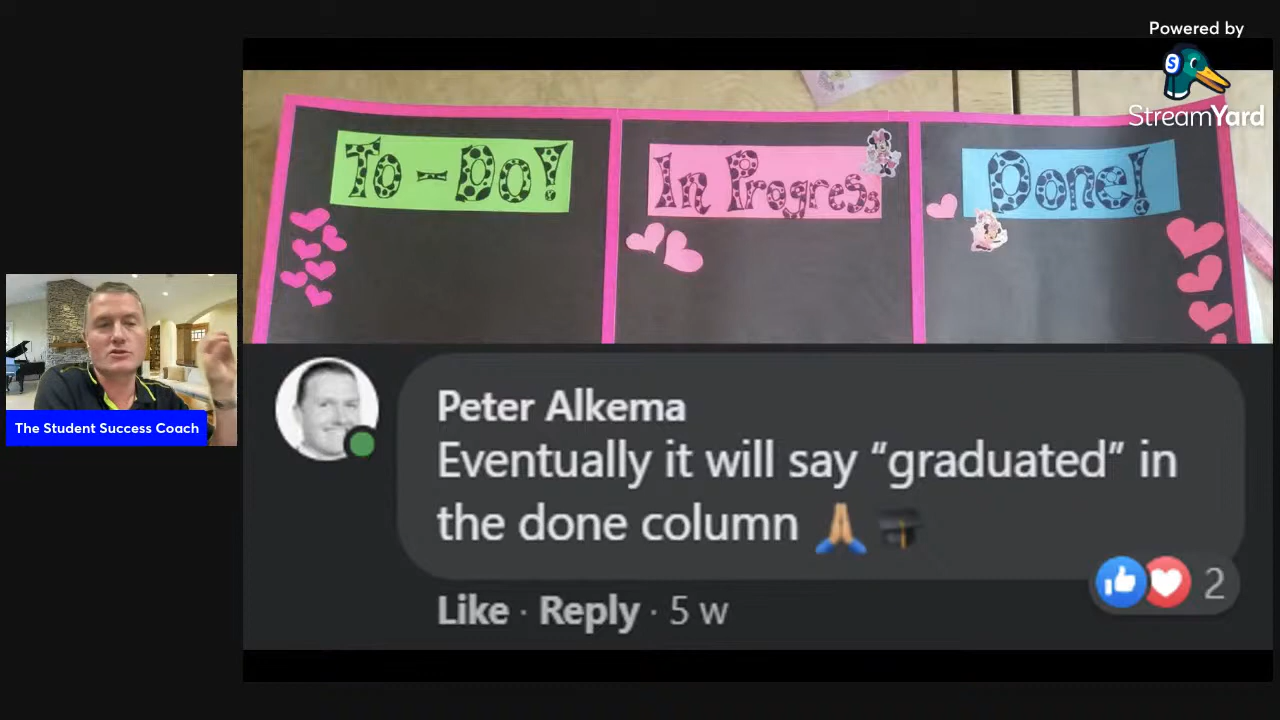 Powered by
StreamYard
To-Do!
In Progress
Done!
The Student Success Coach
Peter Alkema
Eventually it will say “graduated” in
the done column 🙏🏽 🎓
Like · Reply · 5 w
2